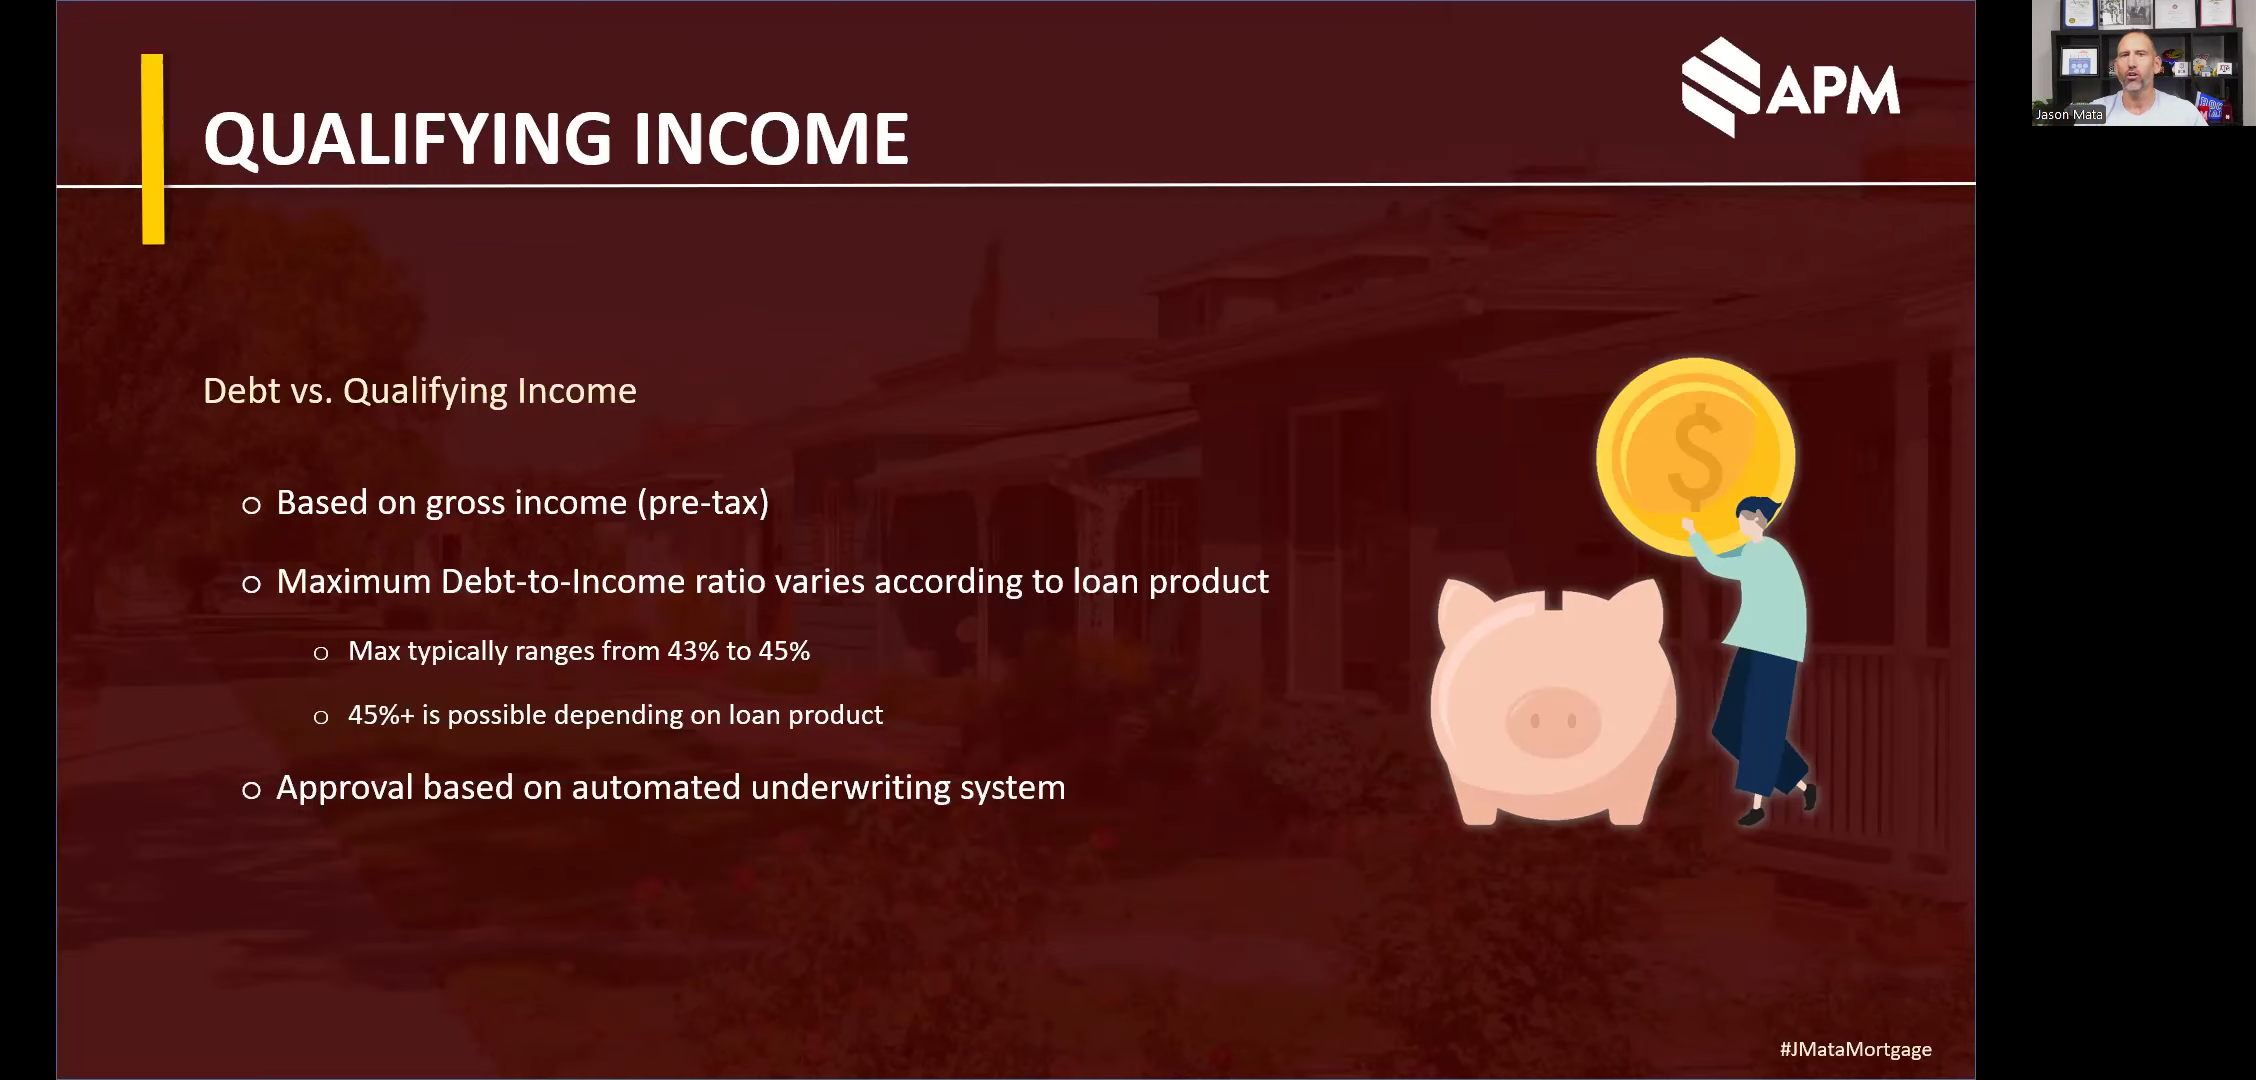 QUALIFYING INCOME
APM
Jason Mata
Debt vs. Qualifying Income
Based on gross income (pre-tax)
Maximum Debt-to-Income ratio varies according to loan product
Max typically ranges from 43% to 45%
45%+ is possible depending on loan product
Approval based on automated underwriting system
$
#JMataMortgage